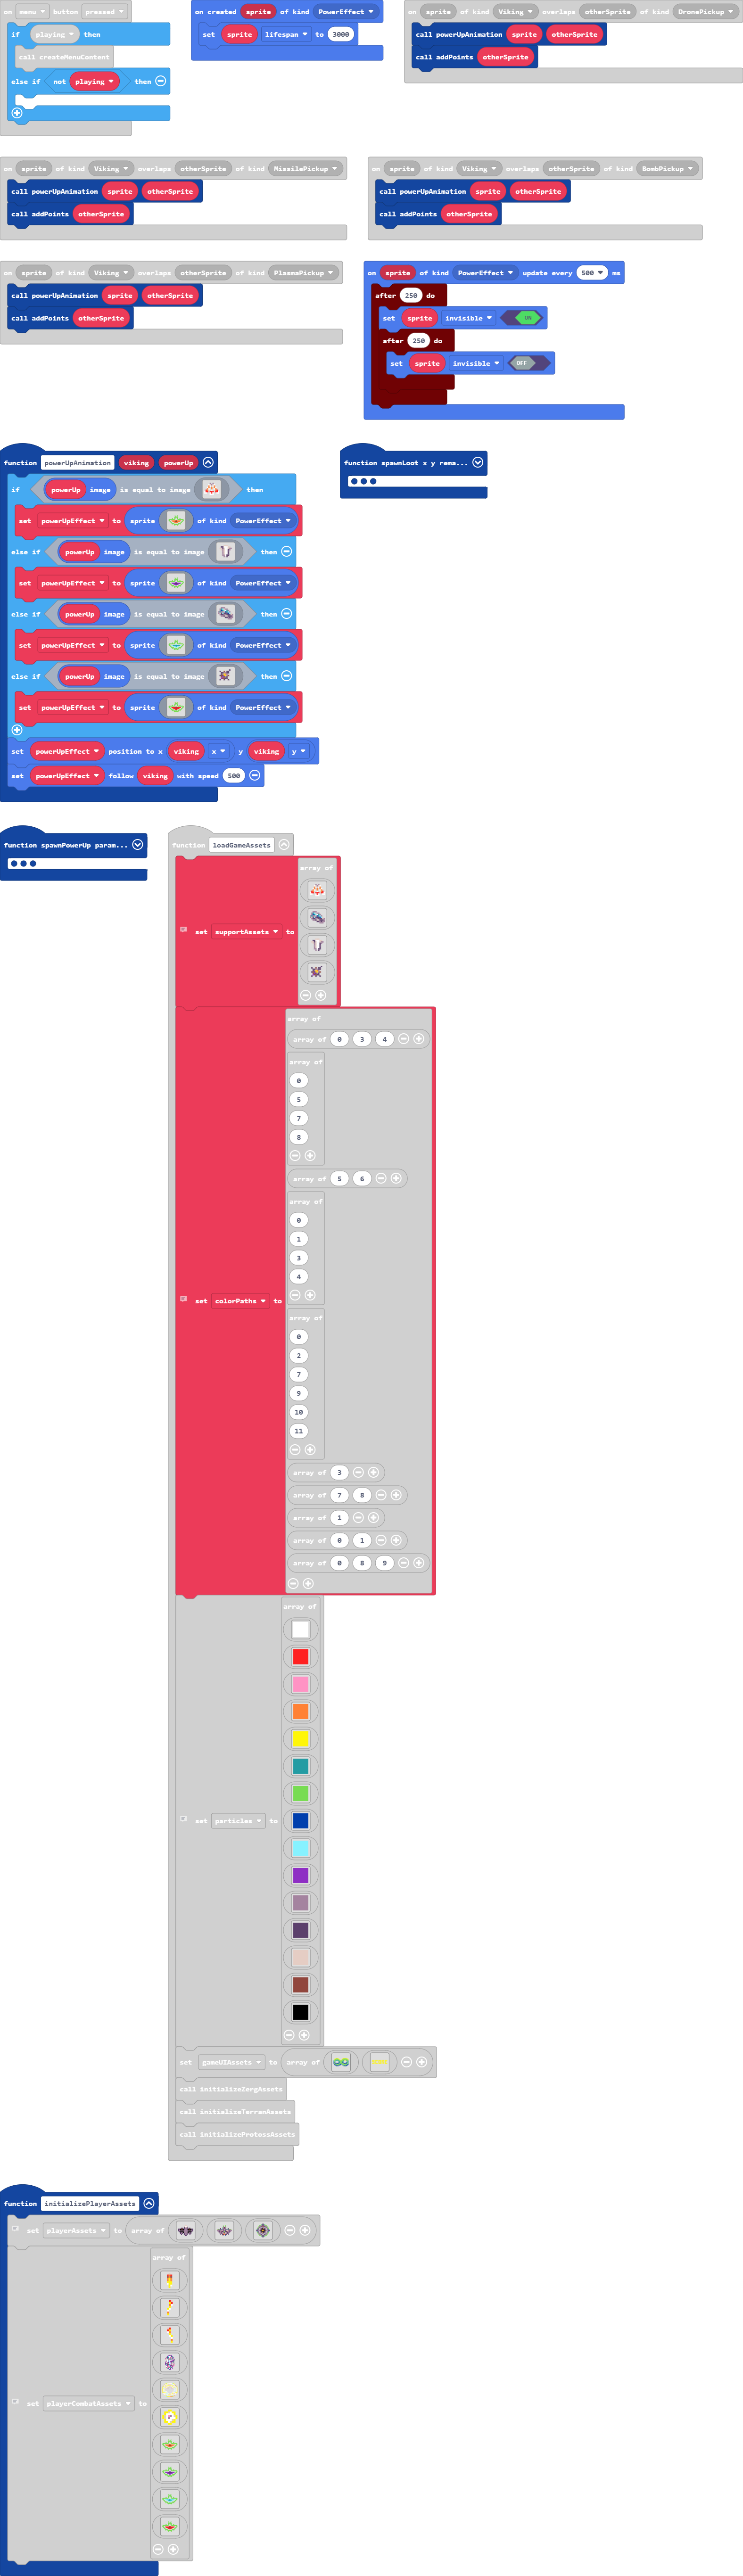 on menu button pressed
if playing then
call createMenuContent
else if not playing then
on created sprite of kind PowerEffect
set sprite lifespan to 3000
on sprite of kind Viking overlaps otherSprite of kind DronePickup
call powerUpAnimation sprite otherSprite
call addPoints otherSprite
on sprite of kind Viking overlaps otherSprite of kind MissilePickup
call powerUpAnimation sprite otherSprite
call addPoints otherSprite
on sprite of kind Viking overlaps otherSprite of kind BombPickup
call powerUpAnimation sprite otherSprite
call addPoints otherSprite
on sprite of kind Viking overlaps otherSprite of kind PlasmaPickup
call powerUpAnimation sprite otherSprite
call addPoints otherSprite
on sprite of kind PowerEffect update every 500 ms
after 250 do
set sprite invisible ON
after 250 do
set sprite invisible OFF
function powerUpAnimation viking powerUp
if powerUp image is equal to image then
set powerUpEffect to sprite of kind PowerEffect
else if powerUp image is equal to image then
set powerUpEffect to sprite of kind PowerEffect
else if powerUp image is equal to image then
set powerUpEffect to sprite of kind PowerEffect
else if powerUp image is equal to image then
set powerUpEffect to sprite of kind PowerEffect
set powerUpEffect position to x viking x y viking y
set powerUpEffect follow viking with speed 500
function spawnLoot x y rema...
function spawnPowerUp param...
function loadGameAssets
set supportAssets to array of
set colorPaths to array of
array of 0 3 4
array of
0
5
7
8
array of 5 6
array of
0
1
3
4
array of
0
2
7
9
10
11
array of 3
array of 7 8
array of 1
array of 0 1
array of 0 8 9
set particles to array of
set gameUIAssets to array of
call initializeZergAssets
call initializeTerranAssets
call initializeProtossAssets
function initializePlayerAssets
set playerAssets to array of
set playerCombatAssets to array of